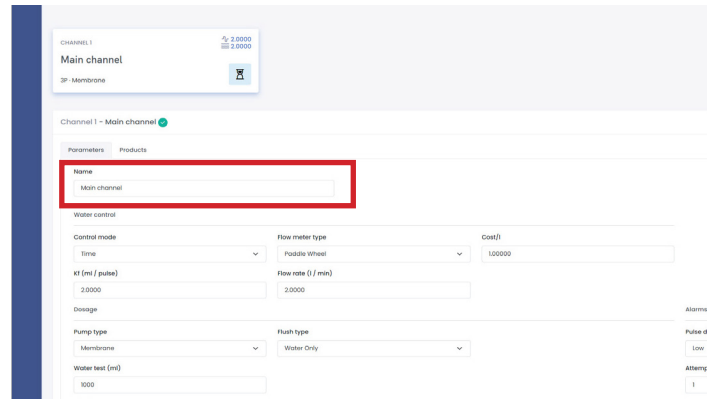 CHANNEL 1
2.0000
2.0000
Main channel
Membrane
Channel 1 - Main channel
Parameters Products
Name
Main channel
Water control
Control mode Flow meter type Cost/l
Time Paddle Wheel 1.00000
Kf (ml / pulse) Flow rate (l / min)
2.0000 2.0000
Dosage Alarms
Pump type Flush type Pulse d
Membrane Water Only Low
Water test (ml) Attemp
1000 1